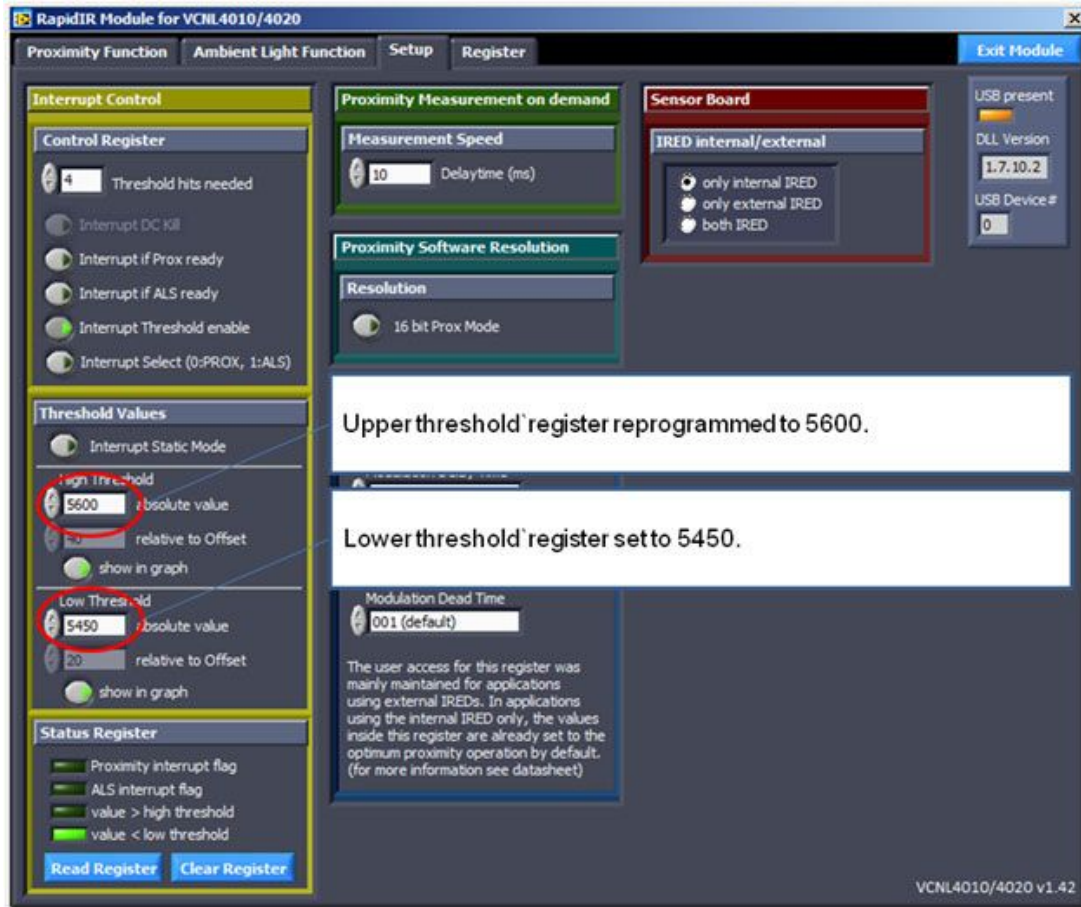 RapidIR Module for VCNL4010/4020
Proximity Function
Ambient Light Function
Setup
Register
Exit Module
Interrupt Control
Control Register
4
Threshold hits needed
Interrupt DC Kill
Interrupt if Prox ready
Interrupt if ALS ready
Interrupt Threshold enable
Interrupt Select (0:PROX, 1:ALS)
Threshold Values
Interrupt Static Mode
High Threshold
5600
absolute value
40
relative to Offset
show in graph
Low Threshold
5450
absolute value
20
relative to Offset
show in graph
Status Register
Proximity interrupt flag
ALS interrupt flag
value > high threshold
value < low threshold
Read Register
Clear Register
Proximity Measurement on demand
Measurement Speed
10
Delaytime (ms)
Proximity Software Resolution
Resolution
16 bit Prox Mode
Upper threshold`register reprogrammed to 5600.
Modulation Delay Time
Lower threshold`register set to 5450.
Modulation Dead Time
001 (default)
The user access for this register was
mainly maintained for applications
using external IREDs. In applications
using the internal IRED only, the values
inside this register are already set to the
optimum proximity operation by default.
(for more information see datasheet)
Sensor Board
IRED internal/external
only internal IRED
only external IRED
both IRED
USB present
DLL Version
1.7.10.2
USB Device#
0
VCNL4010/4020 v1.42